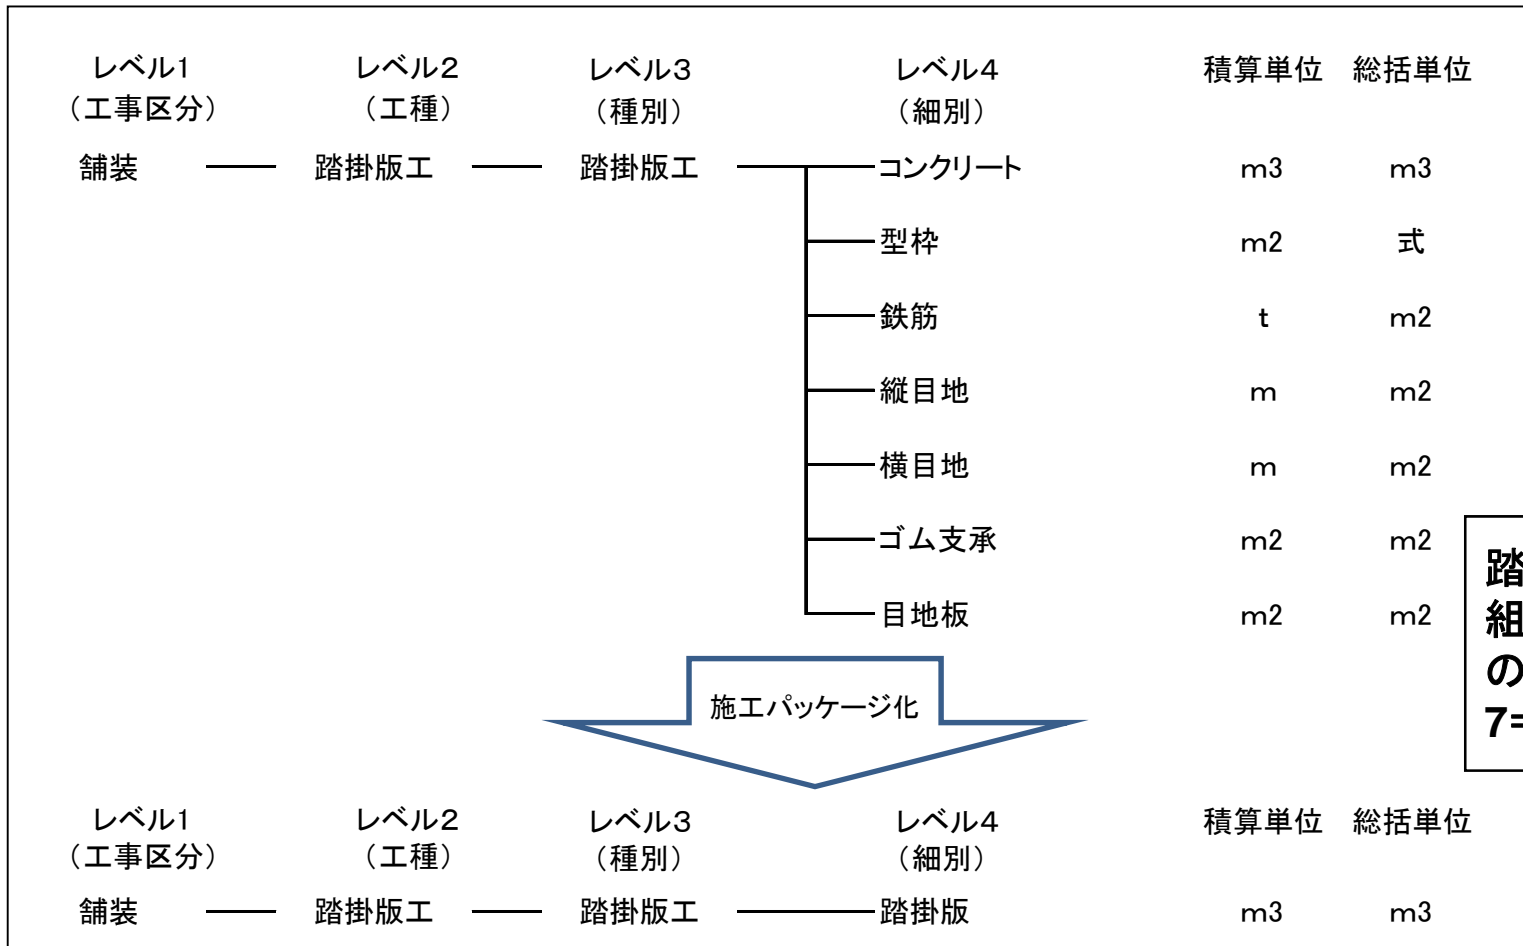 レベル1 レベル2 レベル3 レベル4 積算単位 総括単位
（工事区分） （工種） （種別） （細別）
舗装 踏掛版工 踏掛版工 コンクリート m3 m3
型枠 m2 式
鉄筋 t m2
縦目地 m m2
横目地 m m2
ゴム支承 m2 m2
目地板 m2 m2
踏
組
の
7=
施工パッケージ化
レベル1 レベル2 レベル3 レベル4 積算単位 総括単位
（工事区分） （工種） （種別） （細別）
舗装 踏掛版工 踏掛版工 踏掛版 m3 m3